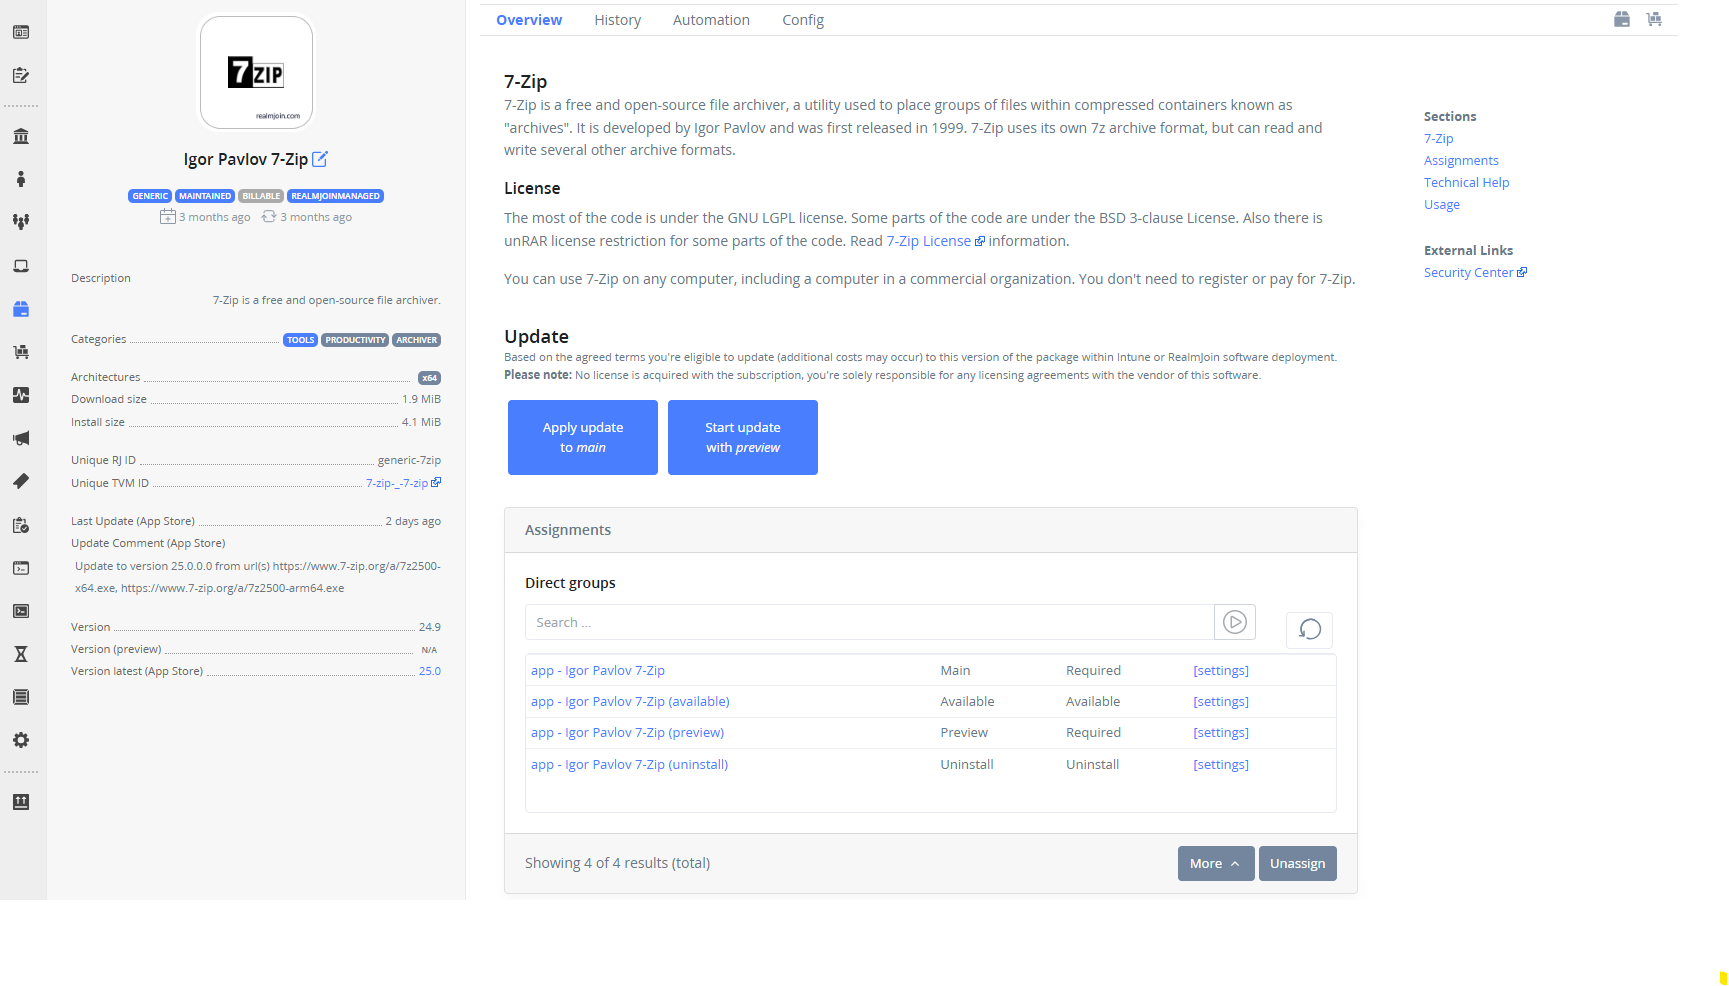 Overview
History
Automation
Config
7 ZIP
realmjoin.com
Igor Pavlov 7-Zip
GENERIC MAINTAINED BILLABLE REALMJOINMANAGED
3 months ago 3 months ago
Description
7-Zip is a free and open-source file archiver.
Categories TOOLS PRODUCTIVITY ARCHIVER
Architectures x64
Download size 1.9 MiB
Install size 4.1 MiB
Unique RJ ID generic-7zip
Unique TVM ID 7-zip-_-7-zip
Last Update (App Store) 2 days ago
Update Comment (App Store)
Update to version 25.0.0.0 from url(s) https://www.7-zip.org/a/7z2500-
x64.exe, https://www.7-zip.org/a/7z2500-arm64.exe
Version 24.9
Version (preview) N/A
Version latest (App Store) 25.0
7-Zip
7-Zip is a free and open-source file archiver, a utility used to place groups of files within compressed containers known as
"archives". It is developed by Igor Pavlov and was first released in 1999. 7-Zip uses its own 7z archive format, but can read and
write several other archive formats.
License
The most of the code is under the GNU LGPL license. Some parts of the code are under the BSD 3-clause License. Also there is
unRAR license restriction for some parts of the code. Read 7-Zip License information.
You can use 7-Zip on any computer, including a computer in a commercial organization. You don't need to register or pay for 7-Zip.
Update
Based on the agreed terms you're eligible to update (additional costs may occur) to this version of the package within Intune or RealmJoin software deployment.
Please note: No license is acquired with the subscription, you're solely responsible for any licensing agreements with the vendor of this software.
Apply update
to main
Start update
with preview
Assignments
Direct groups
Search ...
app - Igor Pavlov 7-Zip Main Required [settings]
app - Igor Pavlov 7-Zip (available) Available Available [settings]
app - Igor Pavlov 7-Zip (preview) Preview Required [settings]
app - Igor Pavlov 7-Zip (uninstall) Uninstall Uninstall [settings]
Showing 4 of 4 results (total)
More
Unassign
Sections
7-Zip
Assignments
Technical Help
Usage
External Links
Security Center